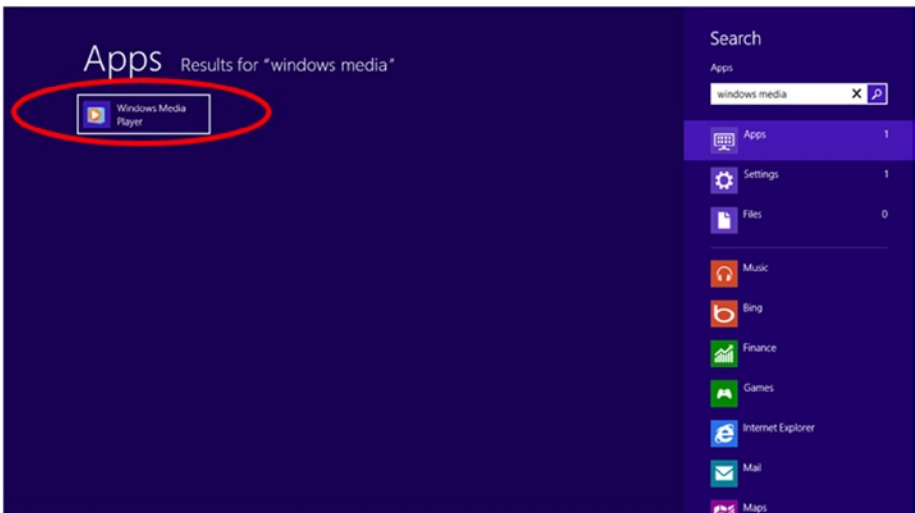 Apps Results for "windows media"
Windows Media
Player
Search
Apps
windows media
Apps 1
Settings 1
Files 0
Music
Bing
Finance
Games
Internet Explorer
Mail
Maps